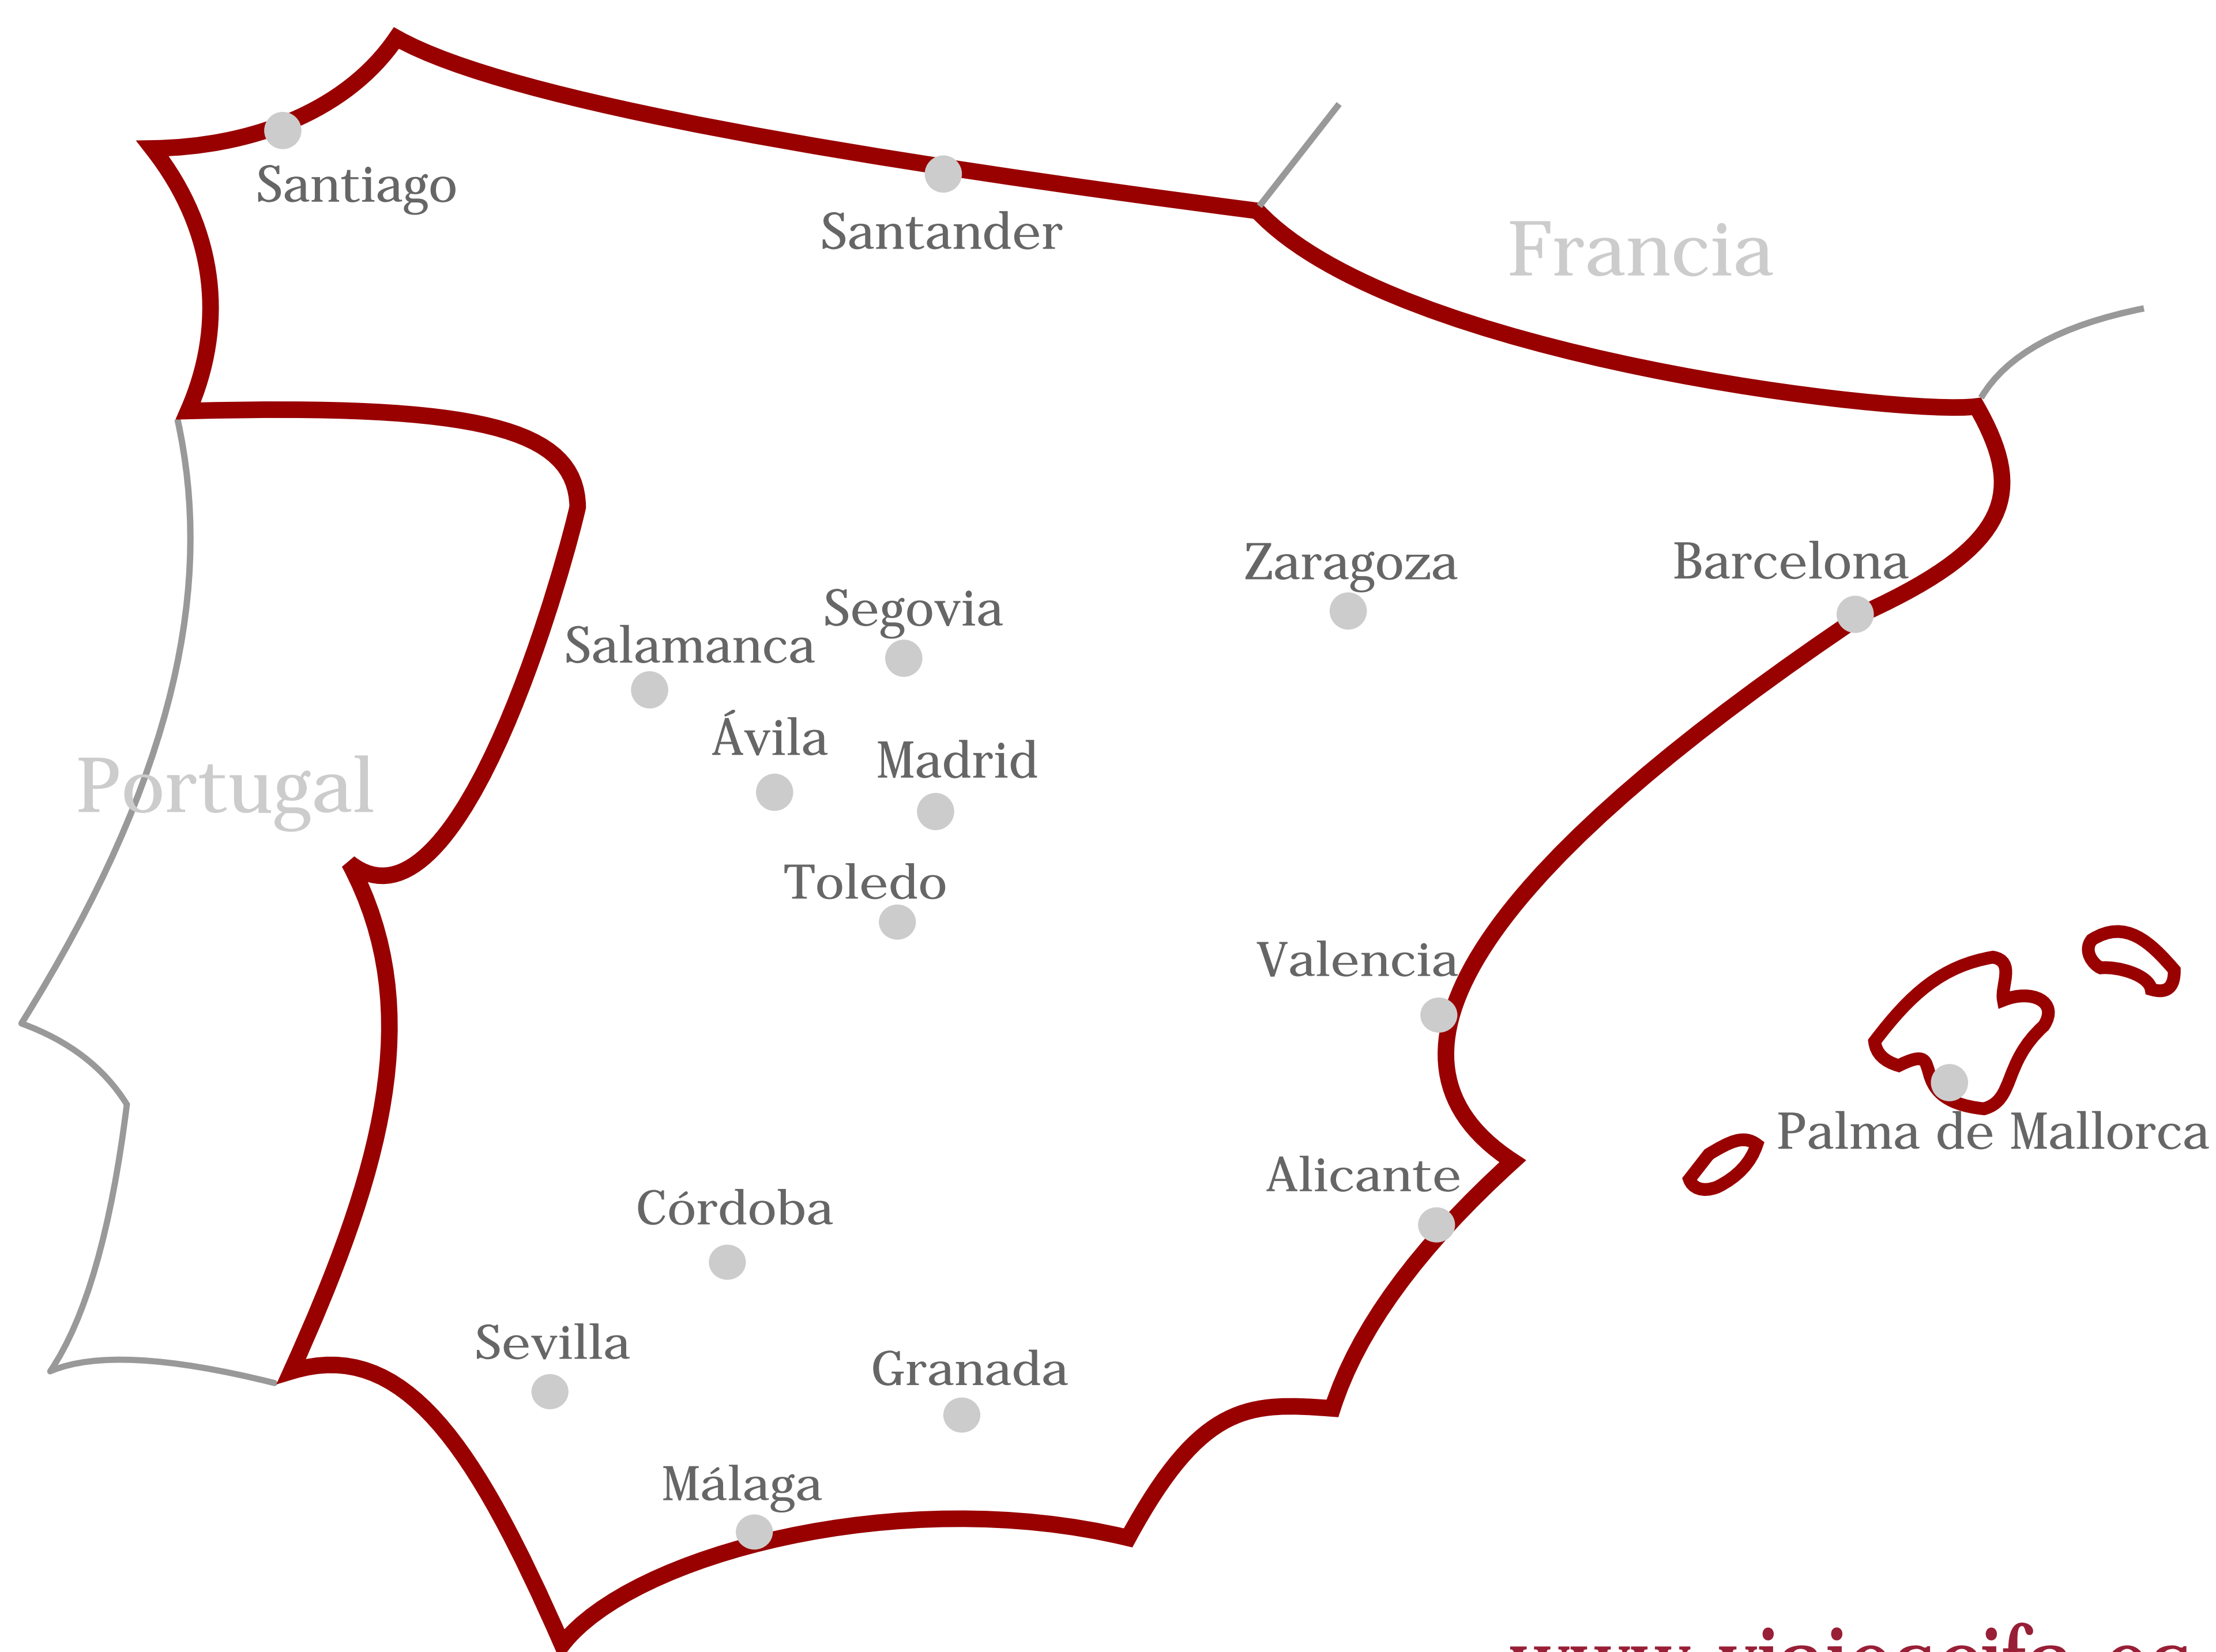 Santiago
Santander
Francia
Zaragoza
Barcelona
Segovia
Salamanca
Ávila
Madrid
Portugal
Toledo
Valencia
Palma de Mallorca
Alicante
Córdoba
Sevilla
Granada
Málaga